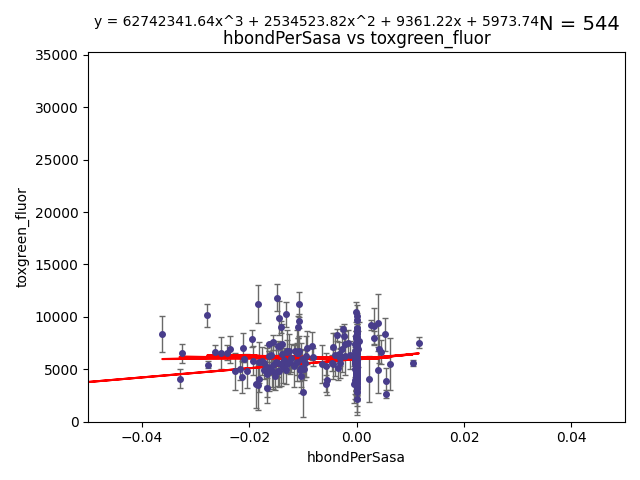 y = 62742341.64x^3 + 2534523.82x^2 + 9361.22x + 5973.74
N = 544
hbondPerSasa vs toxgreen_fluor
35000
30000
25000
20000
15000
10000
5000
0
toxgreen_fluor
−0.04
−0.02
0.00
0.02
0.04
hbondPerSasa